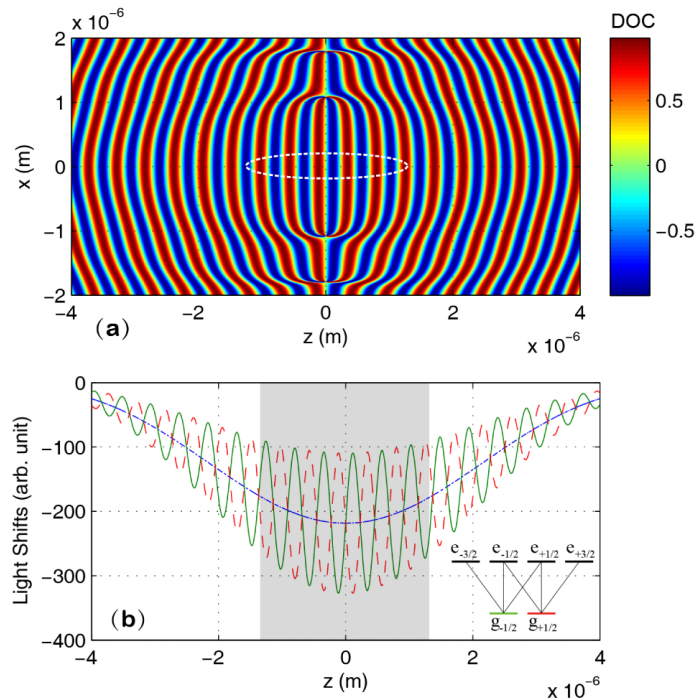 x 10⁻⁶
DOC
2
1
0
−1
−2
x (m)
−4
−2
0
2
4
z (m)
x 10⁻⁶
0.5
0
−0.5
(a)
0
−100
−200
−300
−400
Light Shifts (arb. unit)
e-3/2 e-1/2 e+1/2 e+3/2
g-1/2 g+1/2
(b)
−4
−2
0
2
4
z (m)
x 10⁻⁶